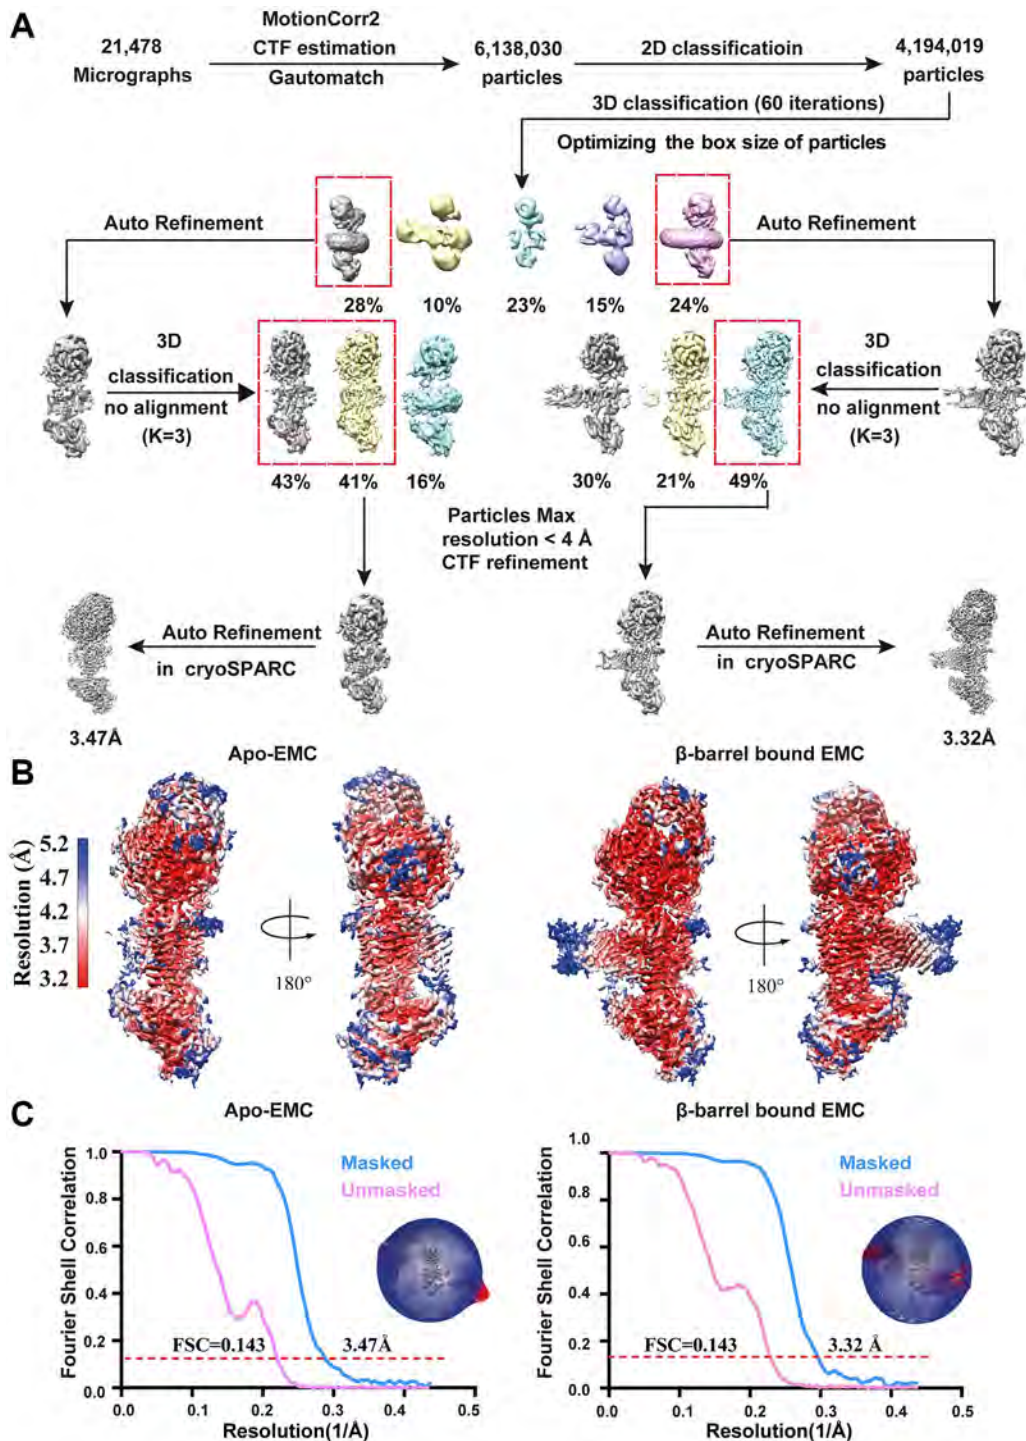 A
MotionCorr2
21,478
CTF estimation
6,138,030
2D classificatioin
4,194,019
Micrographs
Gautomatch
particles
particles
3D classification (60 iterations)
Optimizing the box size of particles
Auto Refinement
Auto Refinement
28%
10%
23%
15%
24%
3D
classification
no alignment
(K=3)
3D
classification
no alignment
(K=3)
43%
41%
16%
30%
21%
49%
Particles Max
resolution < 4 Å
CTF refinement
Auto Refinement
in cryoSPARC
Auto Refinement
in cryoSPARC
3.47Å
3.32Å
B
Apo-EMC
β-barrel bound EMC
Resolution (Å)
5.2
4.7
4.2
3.7
3.2
180°
180°
C
Apo-EMC
β-barrel bound EMC
Fourier Shell Correlation
1.0
0.8
0.6
0.4
0.2
0.0
Masked
Unmasked
FSC=0.143
3.47Å
0.0 0.1 0.2 0.3 0.4 0.5
Resolution(1/Å)
Fourier Shell Correlation
1.0
0.8
0.6
0.4
0.2
0.0
Masked
Unmasked
FSC=0.143
3.32 Å
0.0 0.1 0.2 0.3 0.4 0.5
Resolution(1/Å)